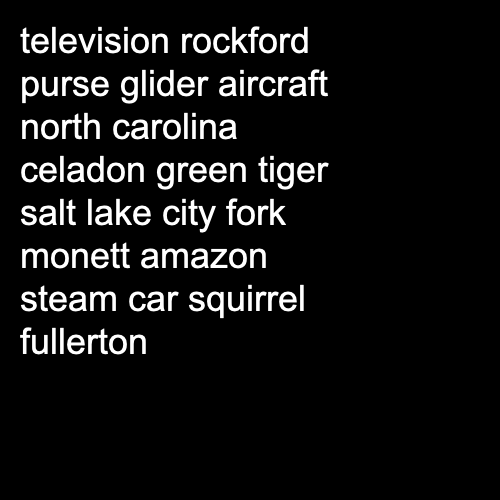 television rockford
purse glider aircraft
north carolina
celadon green tiger
salt lake city fork
monett amazon
steam car squirrel
fullerton